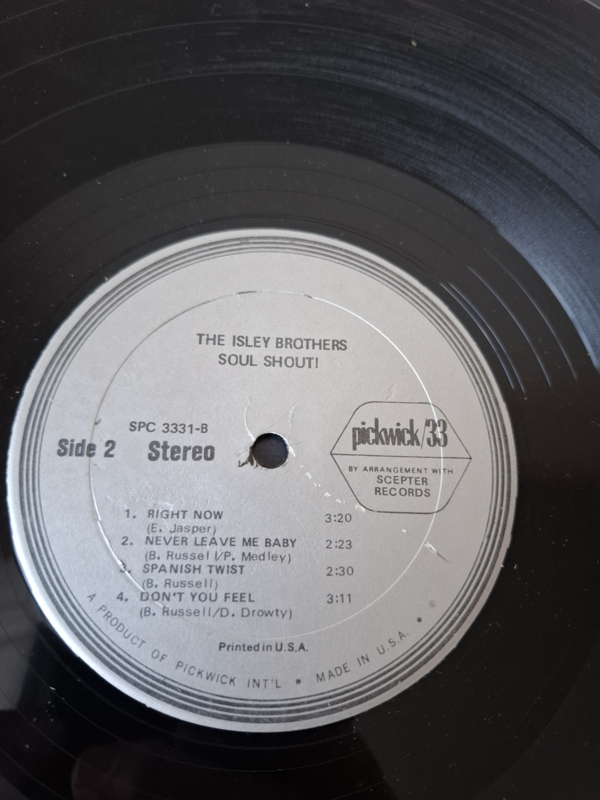 THE ISLEY BROTHERS
SOUL SHOUT!
SPC 3331-B
Side 2 Stereo
pickwick/33
BY ARRANGEMENT WITH
SCEPTER
RECORDS
1. RIGHT NOW 3:20
(E. Jasper)
2. NEVER LEAVE ME BABY 2:23
(B. Russell/P. Medley)
3. SPANISH TWIST 2:30
(B. Russell)
4. DON'T YOU FEEL 3:11
(B. Russell/D. Drowty)
Printed in U.S.A.
A PRODUCT OF PICKWICK INT'L • MADE IN U.S.A. •